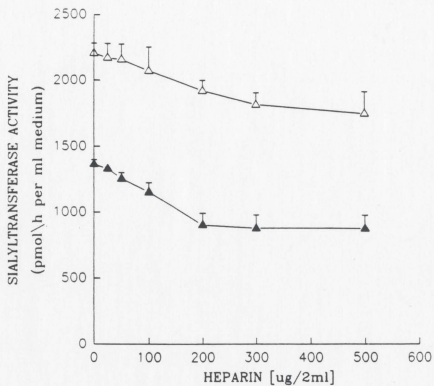 SIALYLTRANSFERASE ACTIVITY
(pmol\h per ml medium)
2500
2000
1500
1000
500
0
0 100 200 300 400 500 600
HEPARIN [ug/2ml]